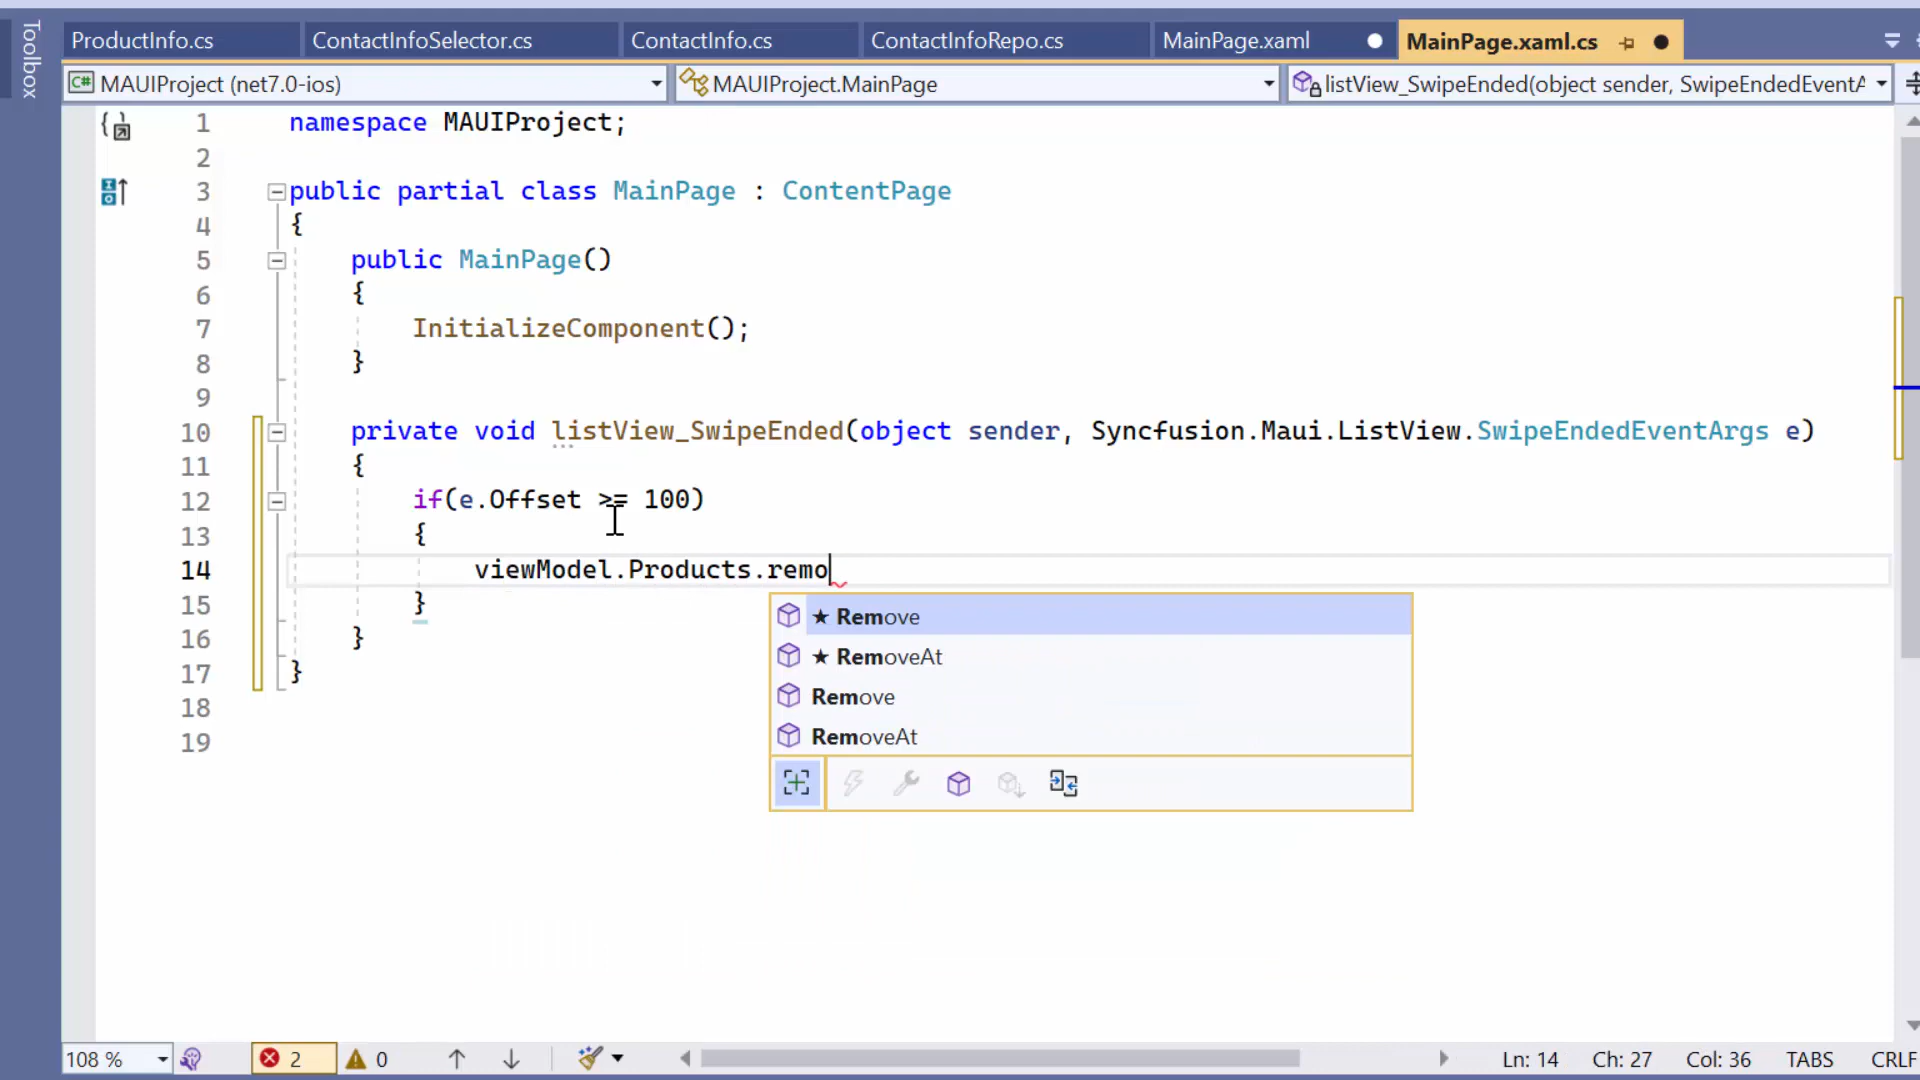 Toolbox
ProductInfo.cs ContactInfoSelector.cs ContactInfo.cs ContactInfoRepo.cs MainPage.xaml MainPage.xaml.cs
C# MAUIProject (net7.0-ios) MAUIProject.MainPage listView_SwipeEnded(object sender, SwipeEndedEventA
1 namespace MAUIProject;
2
3 public partial class MainPage : ContentPage
4 {
5 public MainPage()
6 {
7 InitializeComponent();
8 }
9
10 private void listView_SwipeEnded(object sender, Syncfusion.Maui.ListView.SwipeEndedEventArgs e)
11 {
12 if(e.Offset >= 100)
13 {
14 viewModel.Products.remo
15 }
16 }
17 }
18
19
★ Remove
★ RemoveAt
Remove
RemoveAt
108 % 2 0 Ln: 14 Ch: 27 Col: 36 TABS CRLF